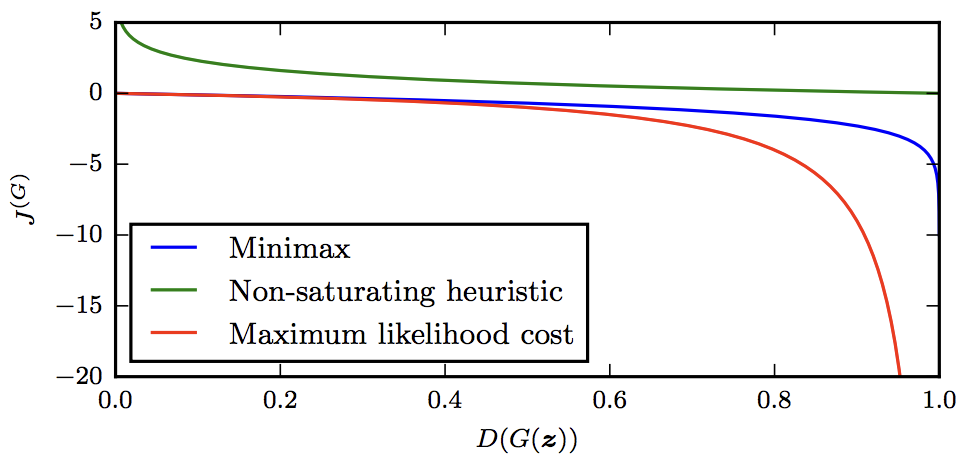 5
0
−5
−10
−15
−20
J^(G)
Minimax
Non-saturating heuristic
Maximum likelihood cost
0.0 0.2 0.4 0.6 0.8 1.0
D(G(z))